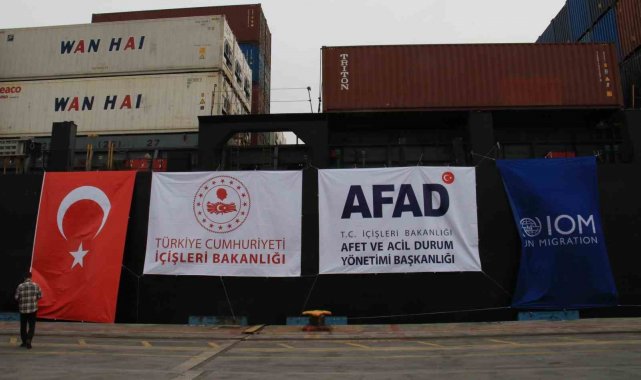 WAN HAI
WAN HAI
TRITON
TÜRKİYE CUMHURİYETİ
İÇİŞLERİ BAKANLIĞI
AFAD
T.C. İÇİŞLERİ BAKANLIĞI
AFET VE ACİL DURUM
YÖNETİMİ BAŞKANLIĞI
IOM
UN MIGRATION